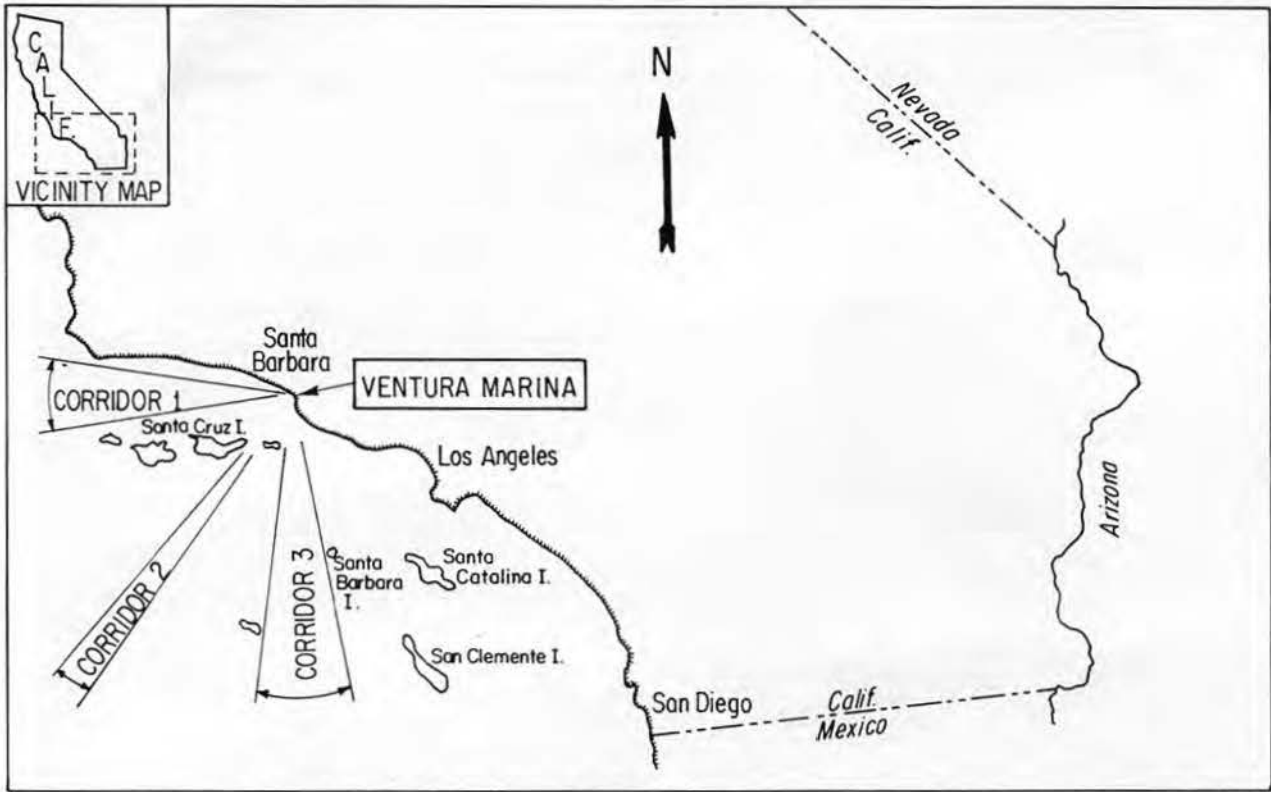 CALIF.
VICINITY MAP
N
Nevada
Calif.
Santa
Barbara
VENTURA MARINA
CORRIDOR 1
Santa Cruz I.
Los Angeles
Arizona
CORRIDOR 2
CORRIDOR 3
Santa
Barbara
I.
Santa
Catalina I.
San Clemente I.
San Diego
Calif.
Mexico